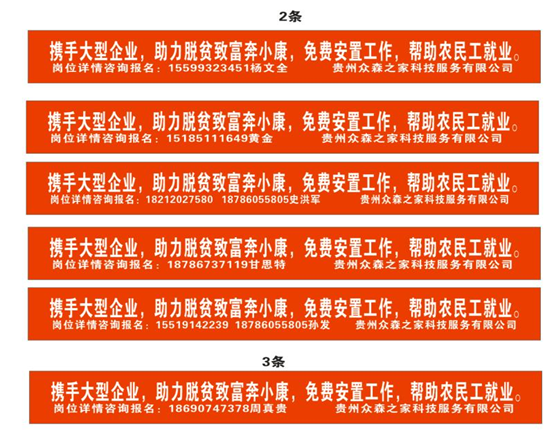 2条
携手大型企业，助力脱贫致富奔小康，免费安置工作，帮助农民工就业。
岗位详情咨询报名：15599323451杨文全 贵州众森之家科技服务有限公司
携手大型企业，助力脱贫致富奔小康，免费安置工作，帮助农民工就业。
岗位详情咨询报名：15185111649黄金 贵州众森之家科技服务有限公司
携手大型企业，助力脱贫致富奔小康，免费安置工作，帮助农民工就业。
岗位详情咨询报名：18212027580 18786055805史洪军 贵州众森之家科技服务有限公司
携手大型企业，助力脱贫致富奔小康，免费安置工作，帮助农民工就业。
岗位详情咨询报名：18786737119甘思特 贵州众森之家科技服务有限公司
携手大型企业，助力脱贫致富奔小康，免费安置工作，帮助农民工就业。
岗位详情咨询报名：15519142239 18786055805孙发 贵州众森之家科技服务有限公司
3条
携手大型企业，助力脱贫致富奔小康，免费安置工作，帮助农民工就业。
岗位详情咨询报名：18690747378周真贵 贵州众森之家科技服务有限公司